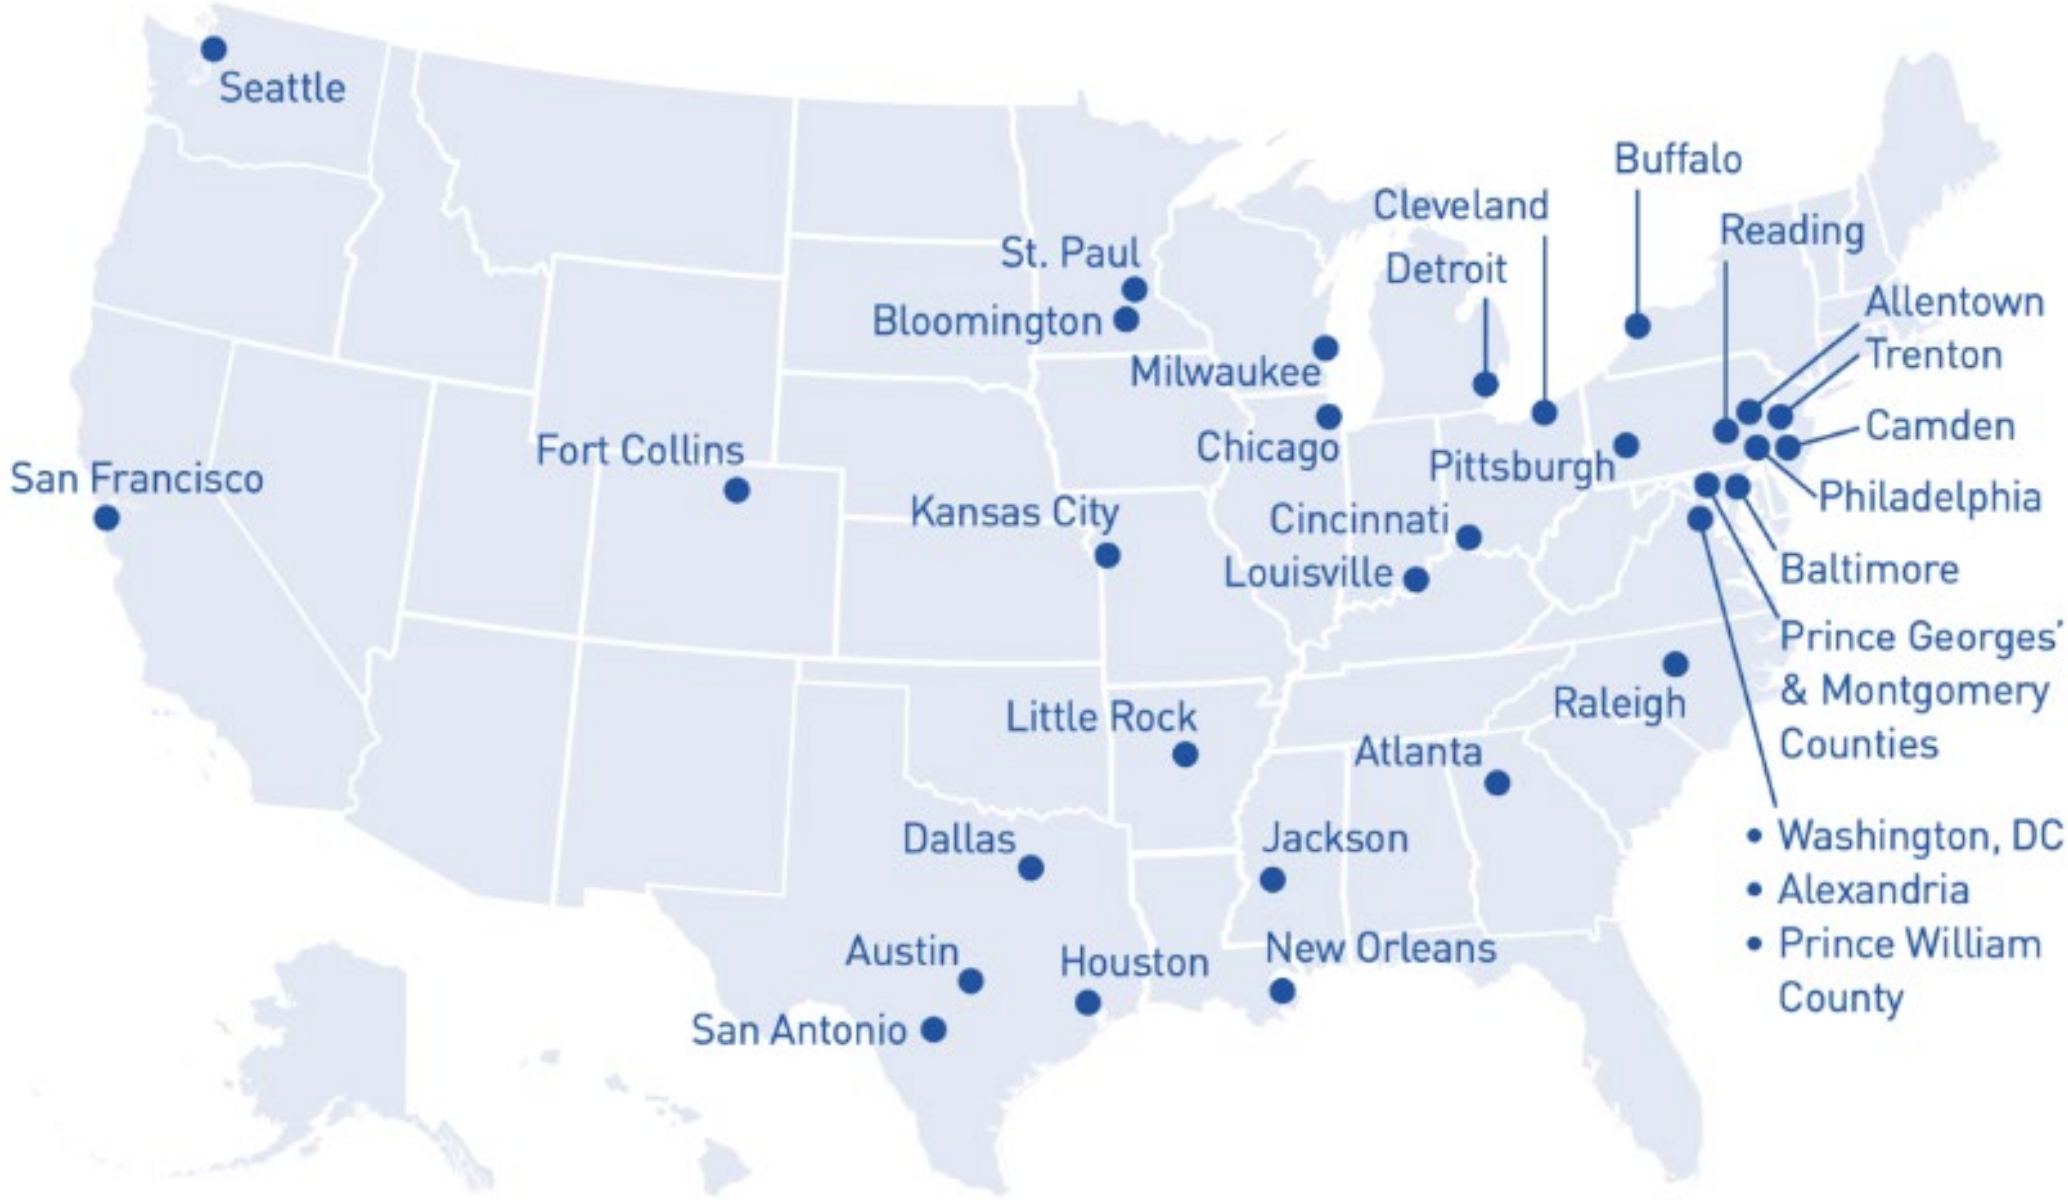 Seattle
Buffalo
Cleveland
Reading
St. Paul
Detroit
Allentown
Bloomington
Trenton
Milwaukee
Camden
Chicago
Fort Collins
Pittsburgh
San Francisco
Philadelphia
Kansas City
Cincinnati
Louisville
Baltimore
Prince Georges’
& Montgomery
Counties
Raleigh
Little Rock
Atlanta
Dallas
Jackson
• Washington, DC
• Alexandria
• Prince William
County
Austin
Houston
New Orleans
San Antonio